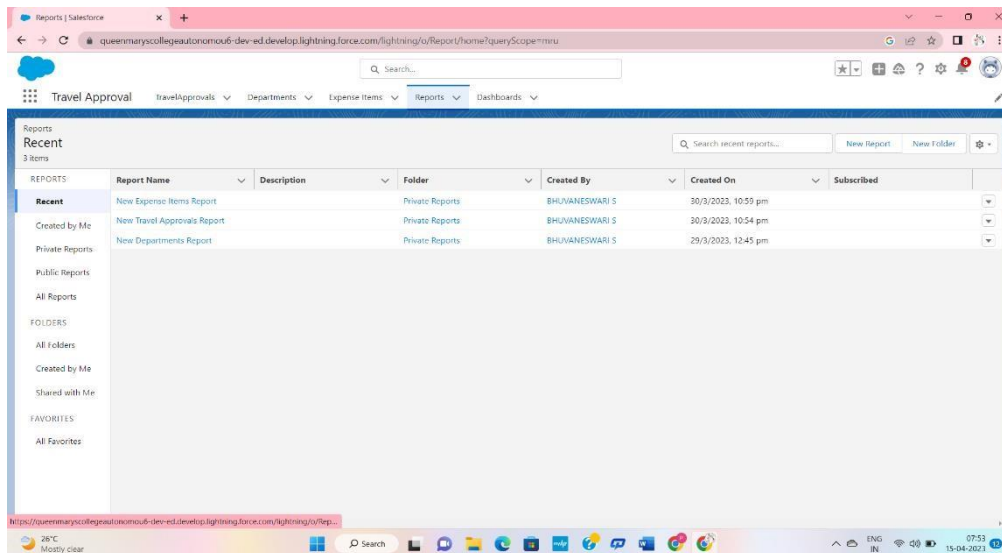 Reports | Salesforce
queenmaryscollegeautonomou6-dev-ed.develop.lightning.force.com/lightning/o/Report/home?queryScope=mru
Search...
8
Travel Approval TravelApprovals Departments Expense Items Reports Dashboards
Reports
Recent
3 items
Search recent reports...
New Report New Folder
REPORTS Report Name Description Folder Created By Created On Subscribed
Recent New Expense Items Report Private Reports BHUVANESWARI S 30/3/2023, 10:59 pm
New Travel Approvals Report Private Reports BHUVANESWARI S 30/3/2023, 10:54 pm
Created by Me
New Departments Report Private Reports BHUVANESWARI S 29/3/2023, 12:45 pm
Private Reports
Public Reports
All Reports
FOLDERS
All Folders
Created by Me
Shared with Me
FAVORITES
All Favorites
https://queenmaryscollegeautonomou6-dev-ed.develop.lightning.force.com/lightning/o/Rep...
26°C
Mostly clear
Search
ENG
IN
07:53
15-04-2023
12